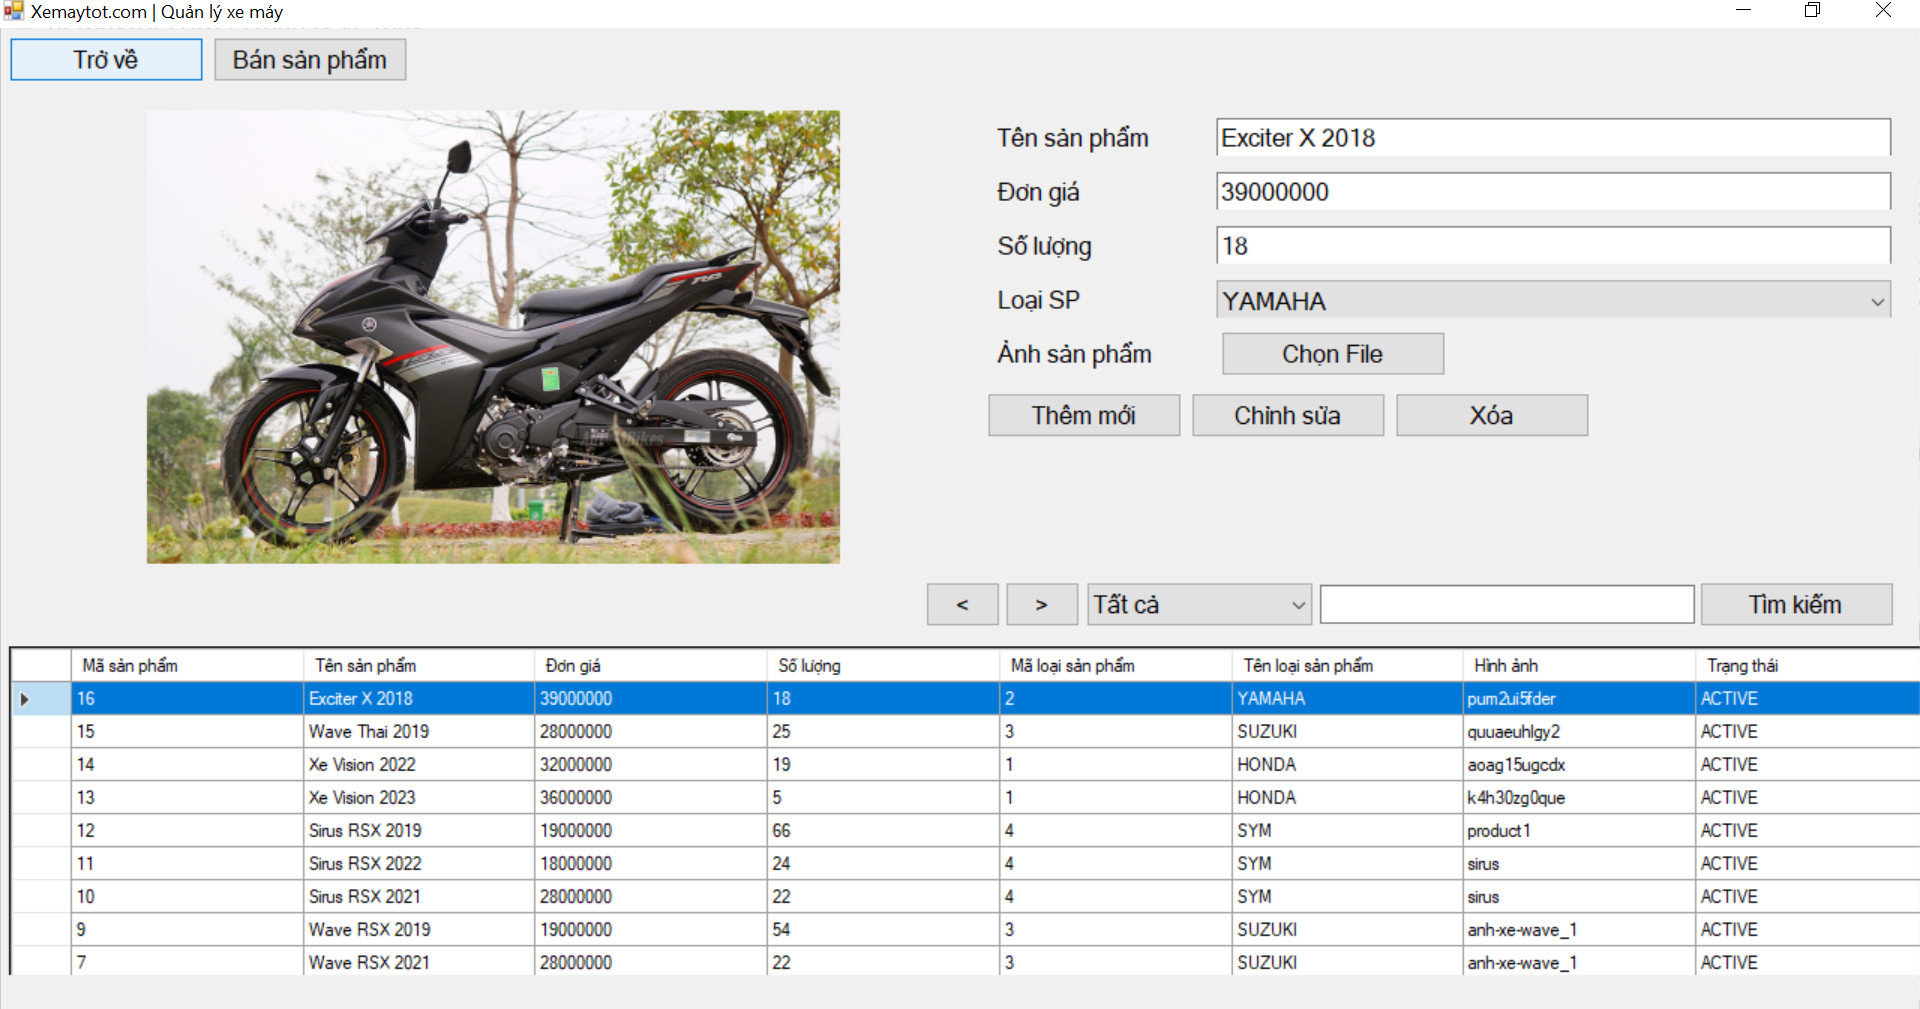 Xemaytot.com | Quản lý xe máy
Trở về
Bán sản phẩm
Tên sản phẩm
Exciter X 2018
Đơn giá
39000000
Số lượng
18
Loại SP
YAMAHA
Ảnh sản phẩm
Chọn File
Thêm mới
Chỉnh sửa
Xóa
<
>
Tất cả
Tìm kiếm
Mã sản phẩm Tên sản phẩm Đơn giá Số lượng Mã loại sản phẩm Tên loại sản phẩm Hình ảnh Trạng thái
16 Exciter X 2018 39000000 18 2 YAMAHA pum2ui5fder ACTIVE
15 Wave Thai 2019 28000000 25 3 SUZUKI quuaeuhlgy2 ACTIVE
14 Xe Vision 2022 32000000 19 1 HONDA aoag15ugcdx ACTIVE
13 Xe Vision 2023 36000000 5 1 HONDA k4h30zg0que ACTIVE
12 Sirus RSX 2019 19000000 66 4 SYM product1 ACTIVE
11 Sirus RSX 2022 18000000 24 4 SYM sirus ACTIVE
10 Sirus RSX 2021 28000000 22 4 SYM sirus ACTIVE
9 Wave RSX 2019 19000000 54 3 SUZUKI anh-xe-wave_1 ACTIVE
7 Wave RSX 2021 28000000 22 3 SUZUKI anh-xe-wave_1 ACTIVE